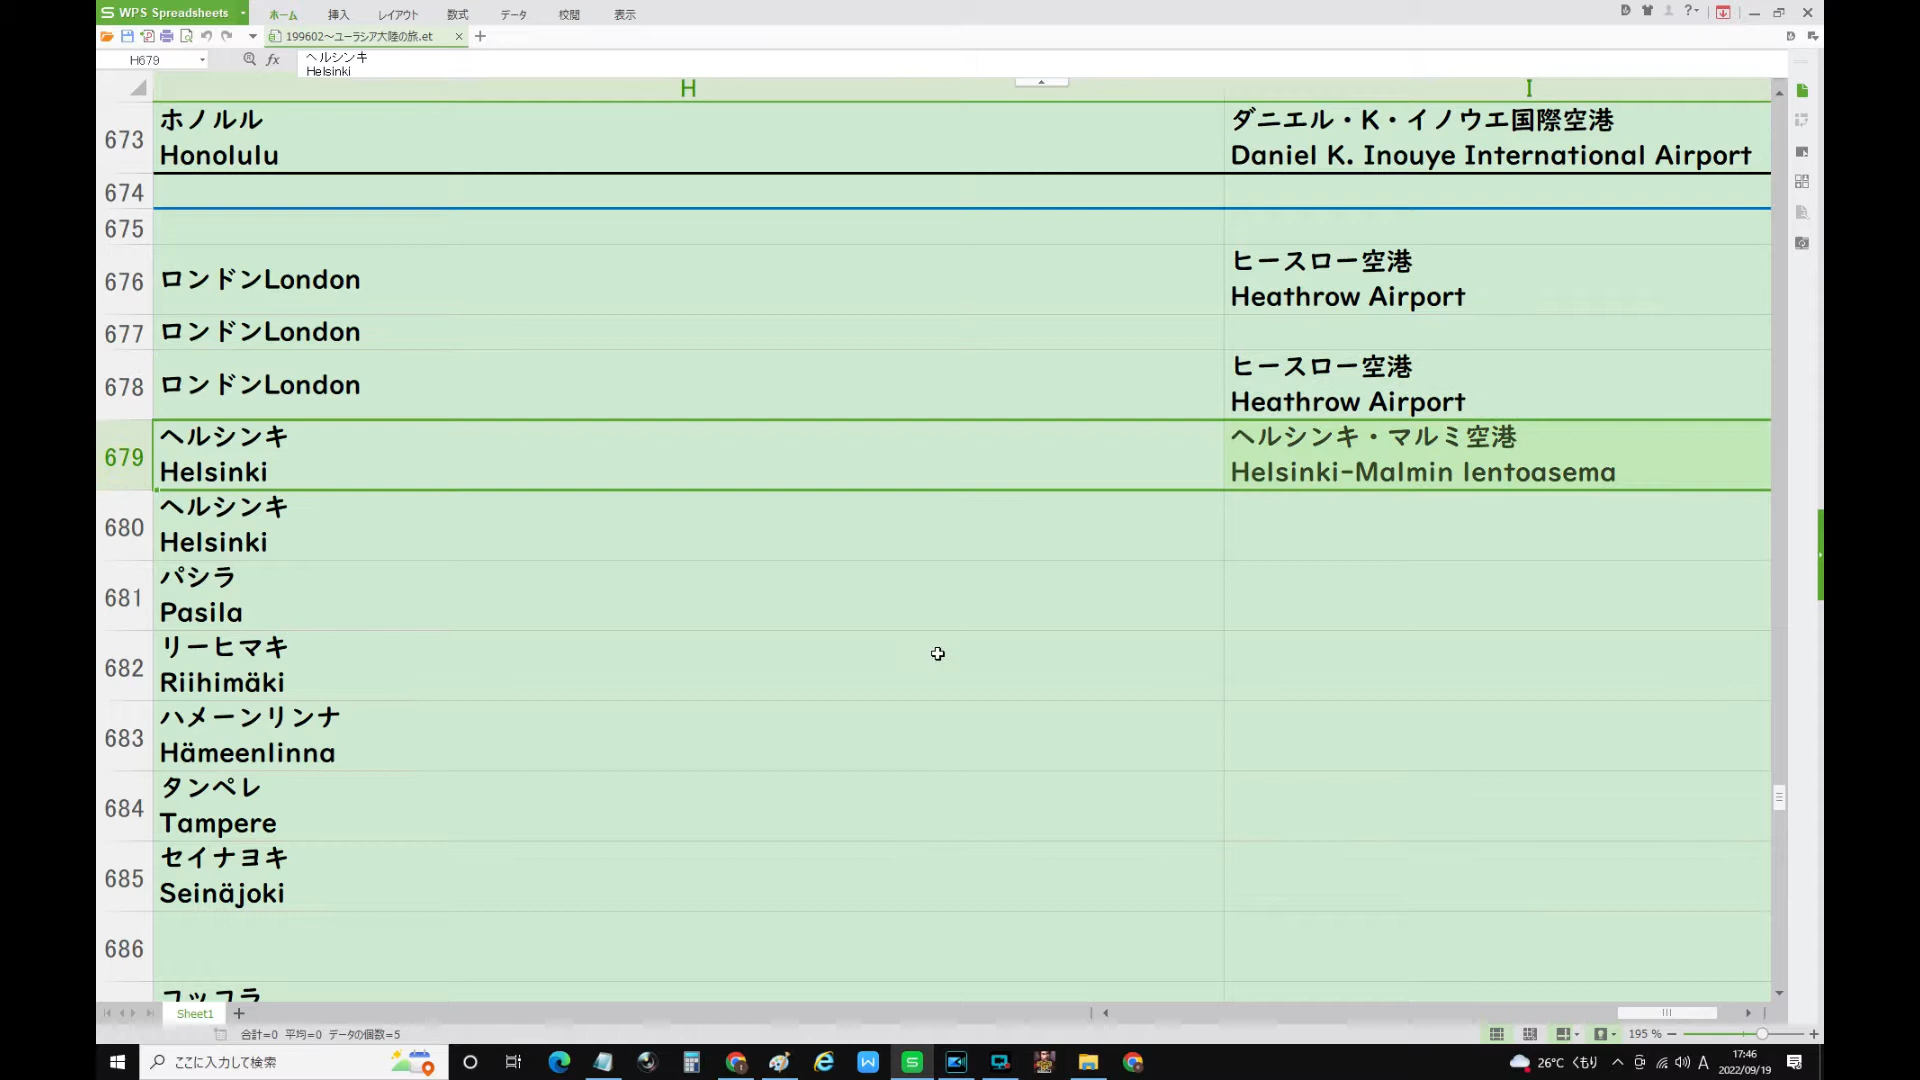 WPS Spreadsheets
ホーム 挿入 レイアウト 数式 データ 校閲 表示
199602～ユーラシア大陸の旅.et
H679
fx
ヘルシンキ
Helsinki
H I
673
ホノルル
Honolulu
ダニエル・K・イノウエ国際空港
Daniel K. Inouye International Airport
674
675
676
ロンドンLondon
ヒースロー空港
Heathrow Airport
677
ロンドンLondon
678
ロンドンLondon
ヒースロー空港
Heathrow Airport
679
ヘルシンキ
Helsinki
ヘルシンキ・マルミ空港
Helsinki-Malmin lentoasema
680
ヘルシンキ
Helsinki
681
パシラ
Pasila
682
リーヒマキ
Riihimäki
683
ハメーンリンナ
Hämeenlinna
684
タンペレ
Tampere
685
セイナヨキ
Seinäjoki
686
コッコラ
Sheet1
合計=0 平均=0 データの個数=5
195 %
ここに入力して検索
26°C くもり
A
17:46
2022/09/19